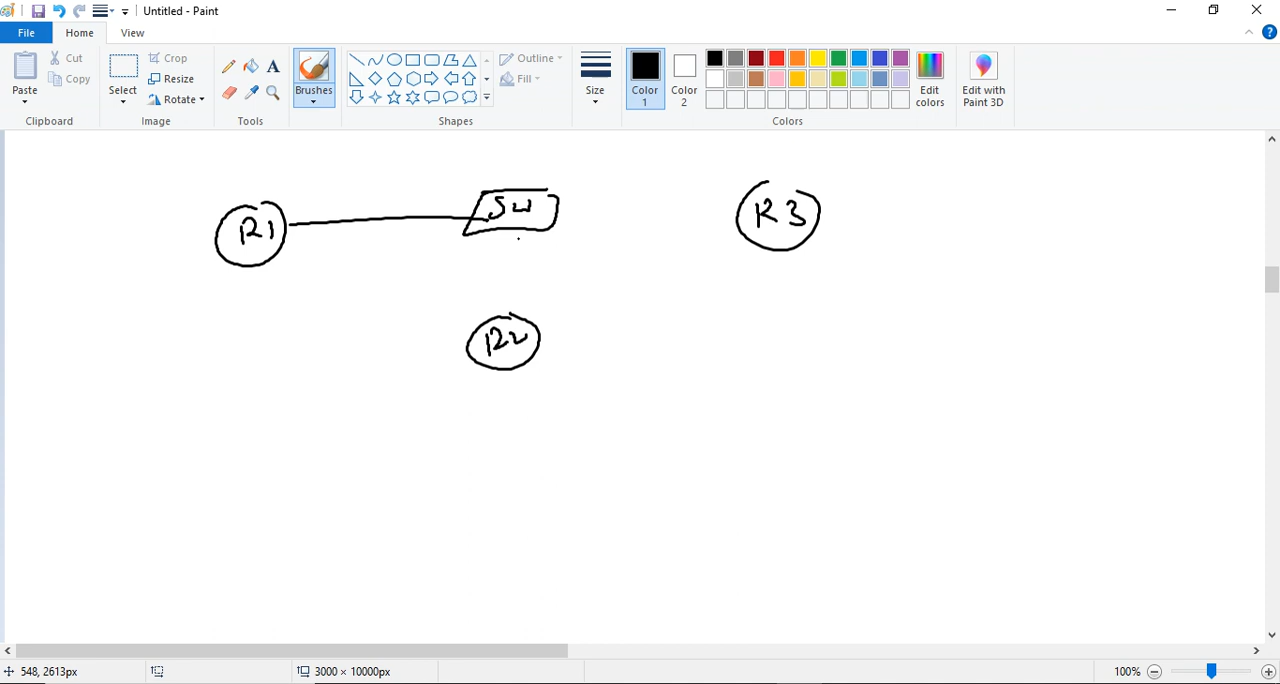 Untitled - Paint
File
Home
View
Paste
Cut
Copy
Clipboard
Select
Crop
Resize
Rotate
Image
Tools
Brushes
Outline
Fill
Shapes
Size
Color
1
Color
2
Edit
colors
Colors
Edit with
Paint 3D
R1
SW
R3
R2
548, 2613px
3000 × 10000px
100%